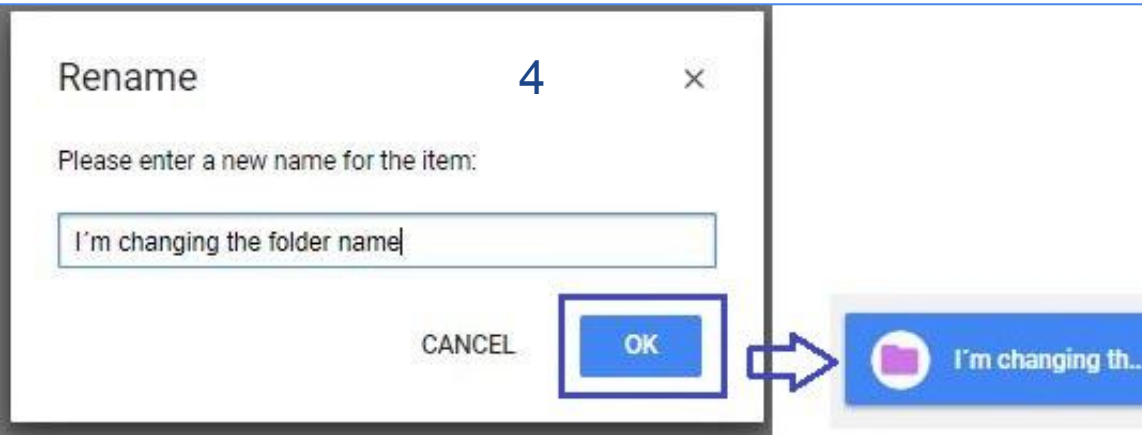 Rename
4
×
Please enter a new name for the item:
I´m changing the folder name
CANCEL
OK
I´m changing th...